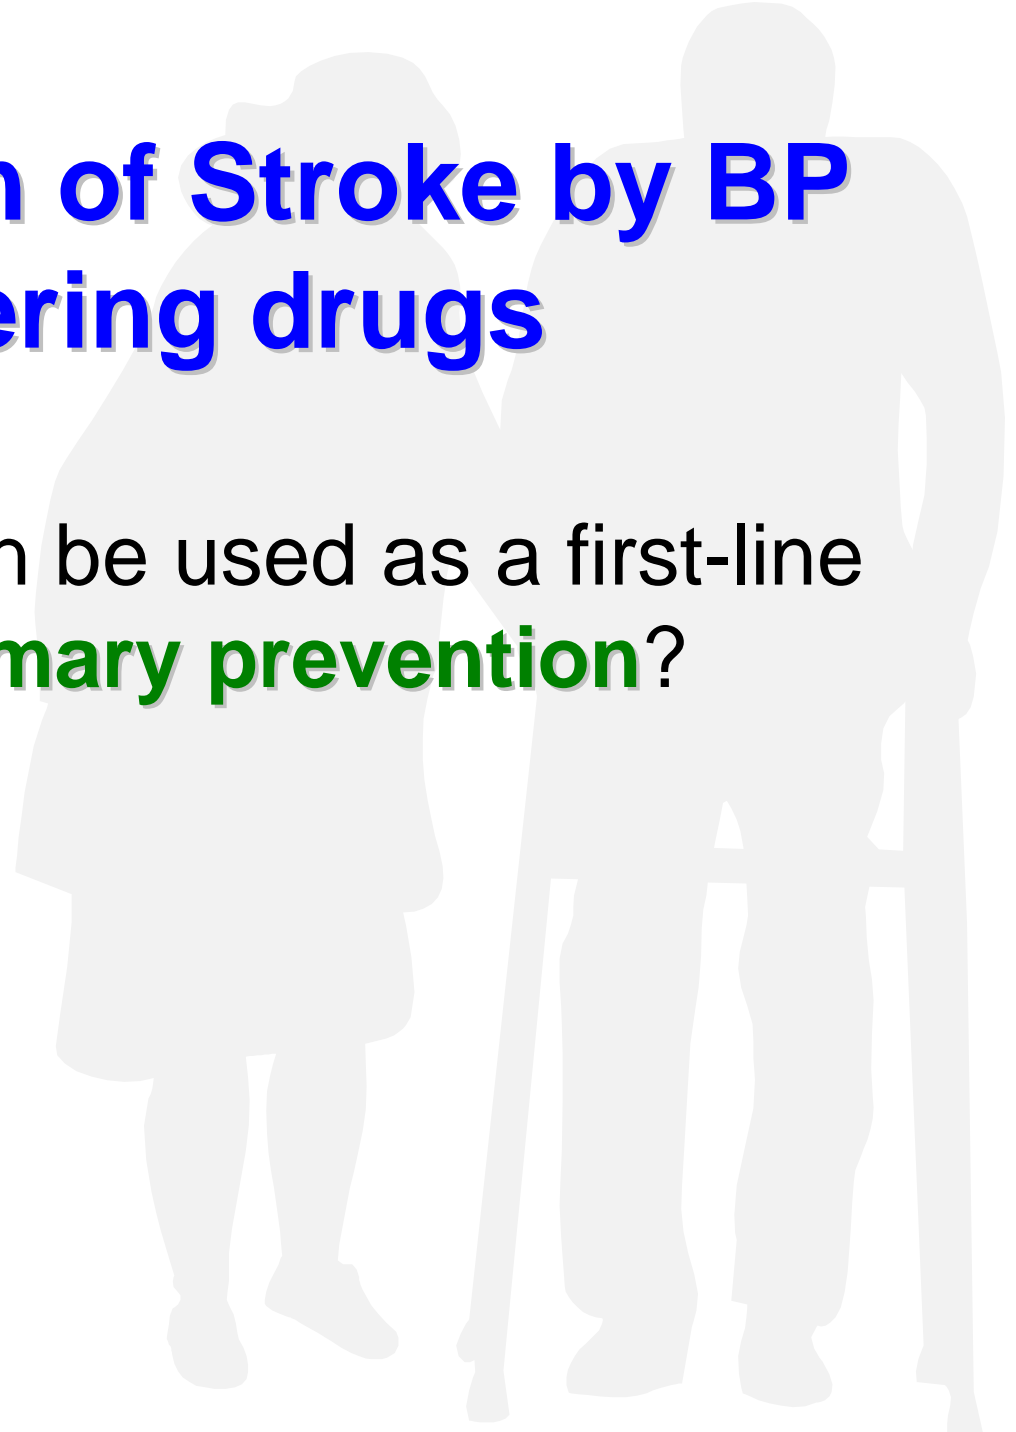 n of Stroke by BP
ering drugs
n be used as a first-line
mary prevention?